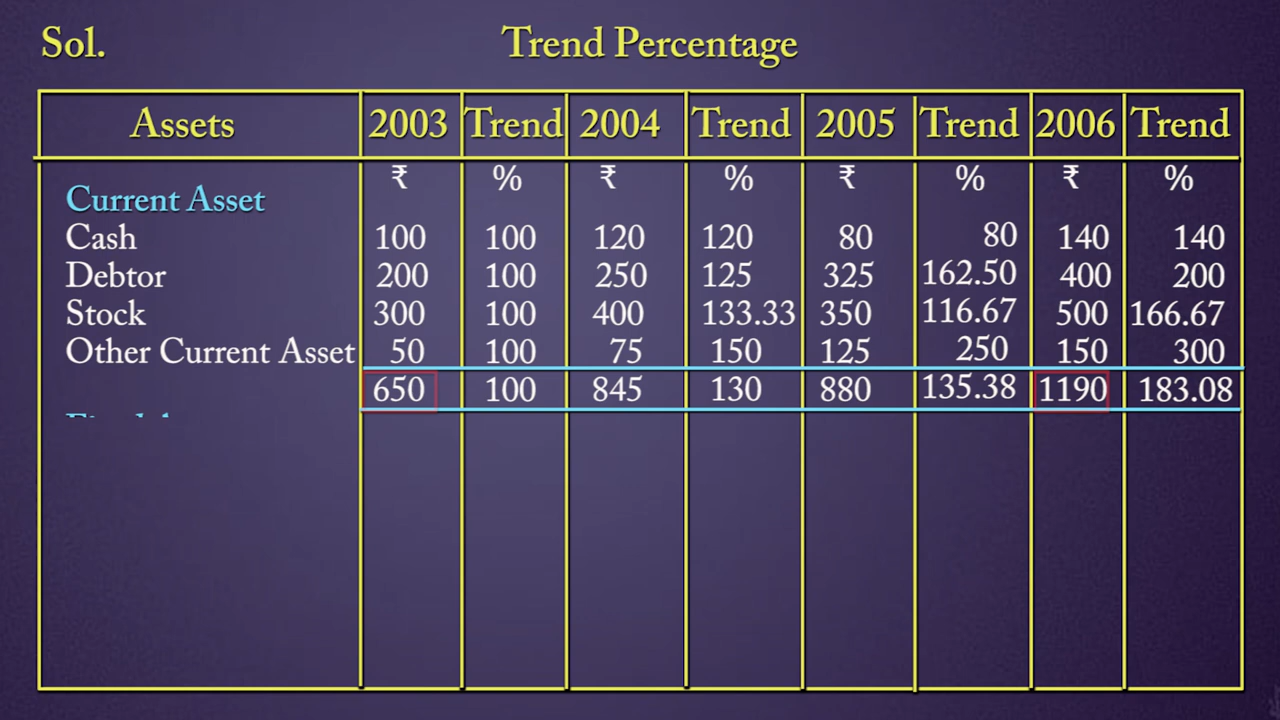 Sol. Trend Percentage
Assets 2003 Trend 2004 Trend 2005 Trend 2006 Trend
₹ % ₹ % ₹ % ₹ %
Current Asset
Cash 100 100 120 120 80 80 140 140
Debtor 200 100 250 125 325 162.50 400 200
Stock 300 100 400 133.33 350 116.67 500 166.67
Other Current Asset 50 100 75 150 125 250 150 300
650 100 845 130 880 135.38 1190 183.08